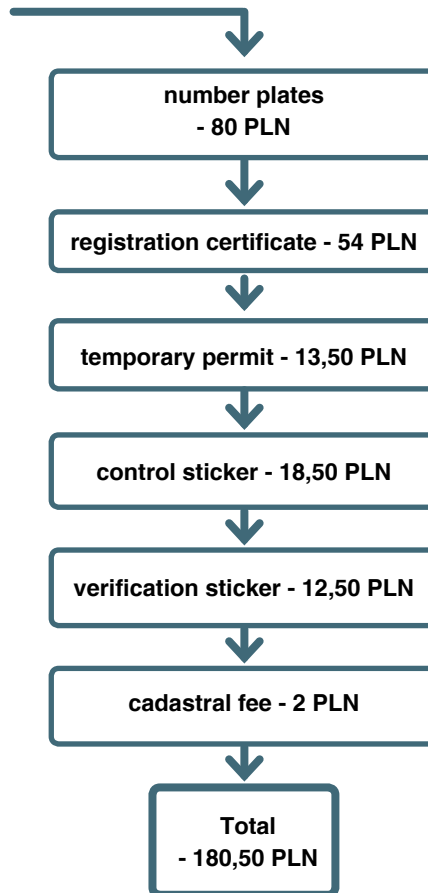 number plates
- 80 PLN
registration certificate - 54 PLN
temporary permit - 13,50 PLN
control sticker - 18,50 PLN
verification sticker - 12,50 PLN
cadastral fee - 2 PLN
Total
- 180,50 PLN